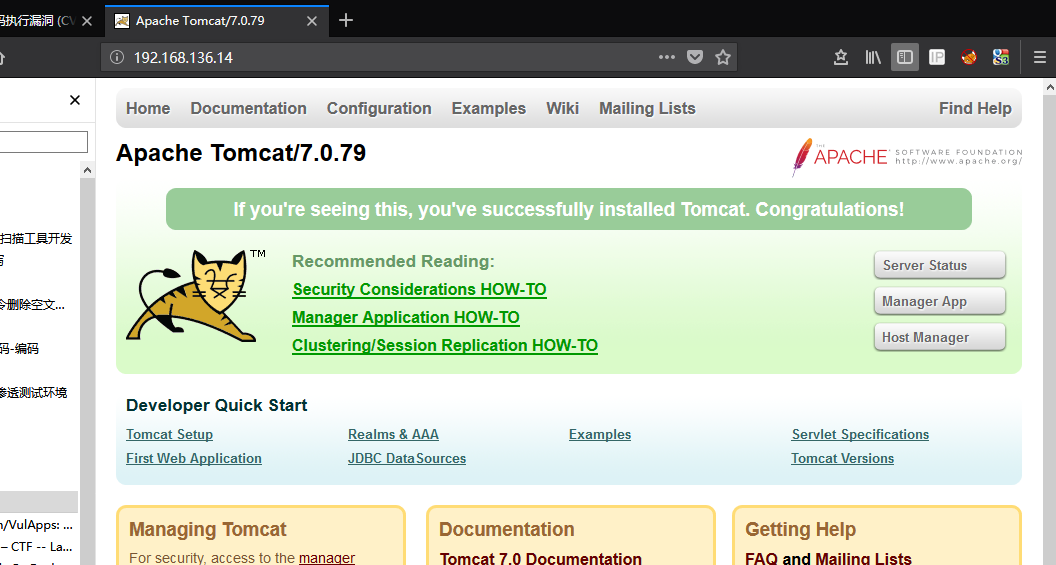 码执行漏洞 (CV
Apache Tomcat/7.0.79
192.168.136.14
IP
Home Documentation Configuration Examples Wiki Mailing Lists Find Help
Apache Tomcat/7.0.79
THE
APACHE SOFTWARE FOUNDATION
http://www.apache.org/
If you're seeing this, you've successfully installed Tomcat. Congratulations!
TM
Recommended Reading:
Security Considerations HOW-TO
Manager Application HOW-TO
Clustering/Session Replication HOW-TO
Server Status
Manager App
Host Manager
扫描工具开发
令删除空文...
码-编码
渗透测试环境
Developer Quick Start
Tomcat Setup
Realms & AAA
Examples
Servlet Specifications
First Web Application
JDBC DataSources
Tomcat Versions
n/VulApps: ...
– CTF -- La...
Managing Tomcat
For security, access to the manager
Documentation
Tomcat 7.0 Documentation
Getting Help
FAQ and Mailing Lists